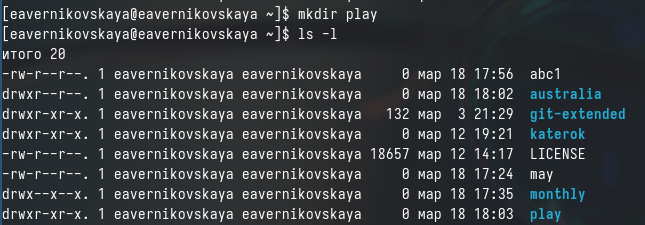 [eavernikovskaya@eavernikovskaya ~]$ mkdir play
[eavernikovskaya@eavernikovskaya ~]$ ls -l
итого 20
-rw-r--r--. 1 eavernikovskaya eavernikovskaya     0 мар 18 17:56  abc1
drwxr--r--. 1 eavernikovskaya eavernikovskaya     0 мар 18 18:02  australia
drwxr-xr-x. 1 eavernikovskaya eavernikovskaya   132 мар  3 21:29  git-extended
drwxr-xr-x. 1 eavernikovskaya eavernikovskaya     0 мар 12 19:21  katerok
-rw-r--r--. 1 eavernikovskaya eavernikovskaya 18657 мар 12 14:17  LICENSE
-rw-r--r--. 1 eavernikovskaya eavernikovskaya     0 мар 18 17:24  may
drwx--x--x. 1 eavernikovskaya eavernikovskaya     0 мар 18 17:35  monthly
drwxr-xr-x. 1 eavernikovskaya eavernikovskaya     0 мар 18 18:03  play